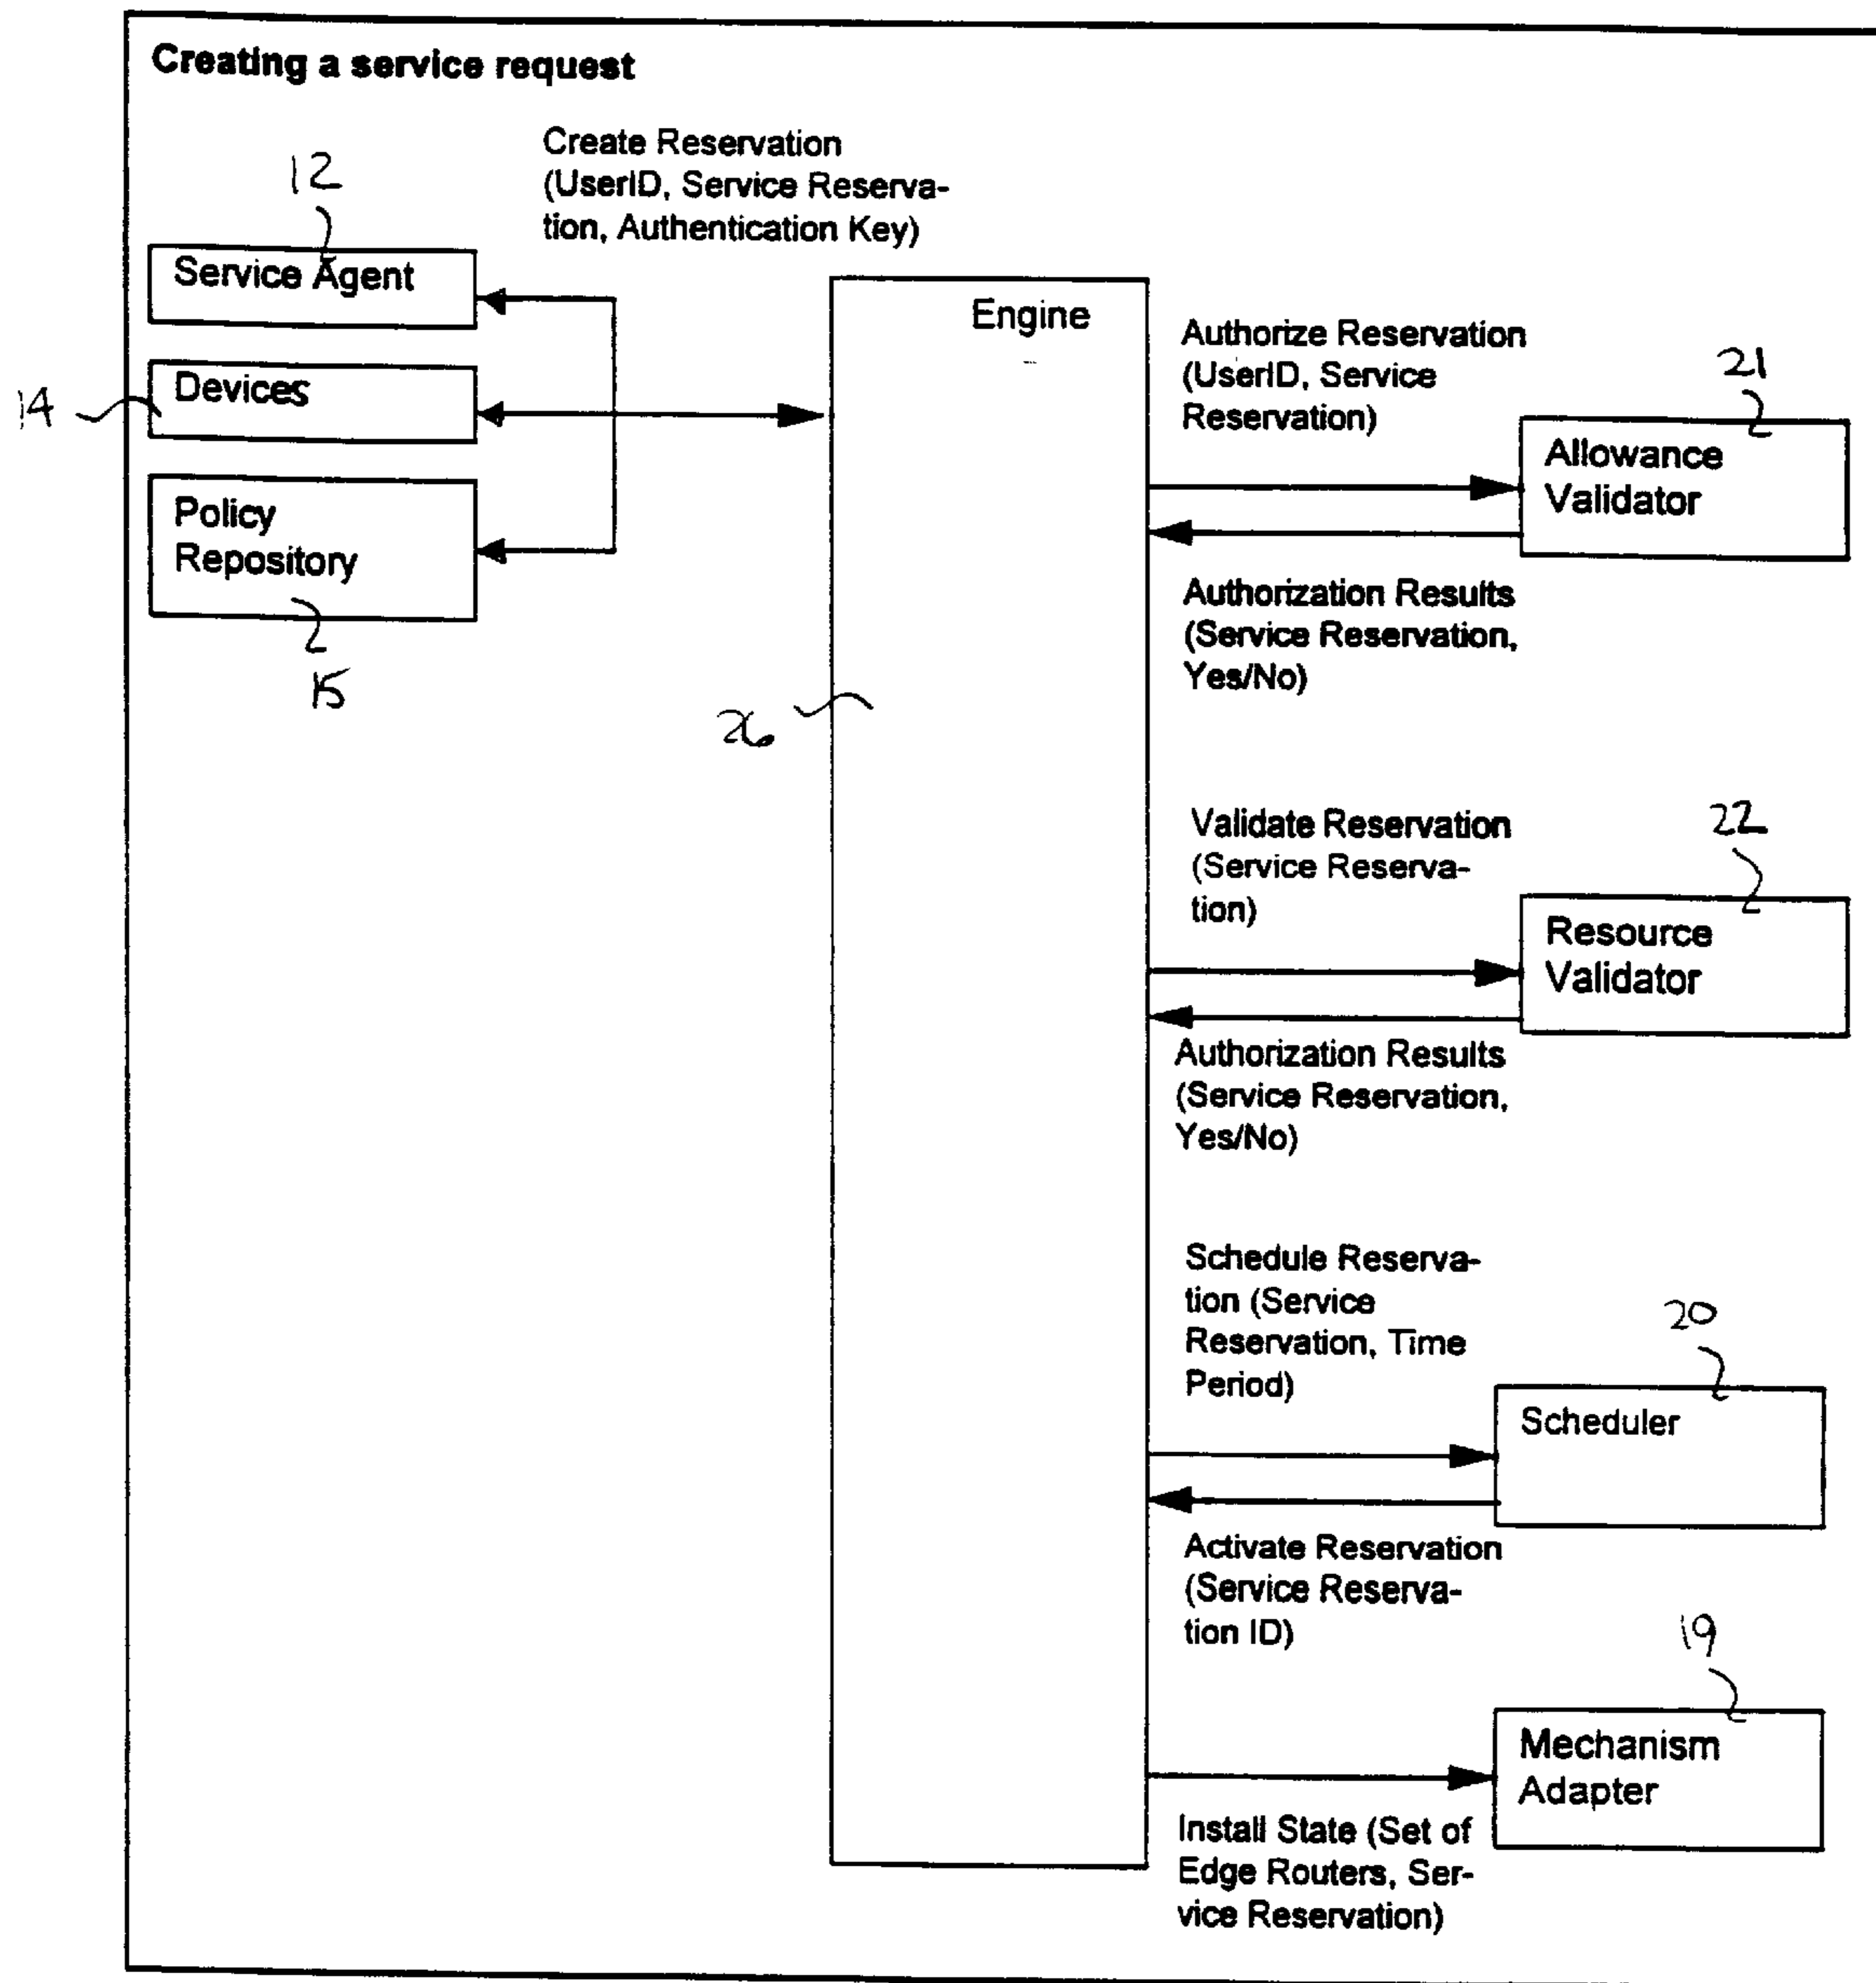 Creating a service request
Create Reservation
(UserID, Service Reserva-
tion, Authentication Key)
12
Service Agent
14
Devices
Policy
Repository
15
26
Engine
Authorize Reservation
(UserID, Service
Reservation)
21
Allowance
Validator
Authorization Results
(Service Reservation,
Yes/No)
Validate Reservation
(Service Reserva-
tion)
22
Resource
Validator
Authorization Results
(Service Reservation,
Yes/No)
Schedule Reserva-
tion (Service
Reservation, Time
Period)
20
Scheduler
Activate Reservation
(Service Reserva-
tion ID)
19
Mechanism
Adapter
Install State (Set of
Edge Routers, Ser-
vice Reservation)